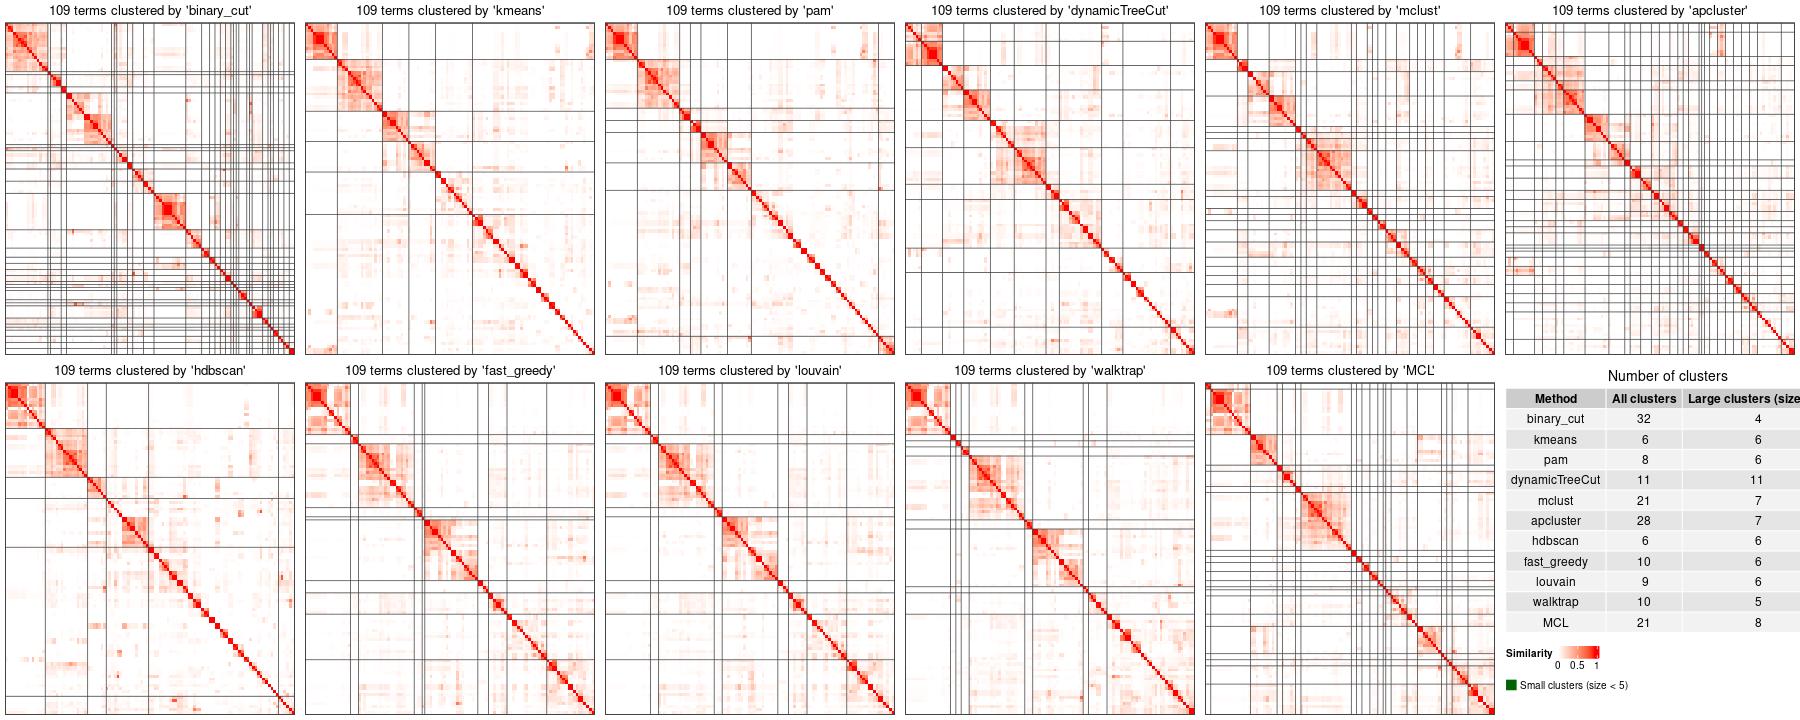 109 terms clustered by 'binary_cut'
109 terms clustered by 'kmeans'
109 terms clustered by 'pam'
109 terms clustered by 'dynamicTreeCut'
109 terms clustered by 'mclust'
109 terms clustered by 'apcluster'
109 terms clustered by 'hdbscan'
109 terms clustered by 'fast_greedy'
109 terms clustered by 'louvain'
109 terms clustered by 'walktrap'
109 terms clustered by 'MCL'
Number of clusters
Method All clusters Large clusters (size
binary_cut 32 4
kmeans 6 6
pam 8 6
dynamicTreeCut 11 11
mclust 21 7
apcluster 28 7
hdbscan 6 6
fast_greedy 10 6
louvain 9 6
walktrap 10 5
MCL 21 8
Similarity
0 0.5 1
Small clusters (size < 5)